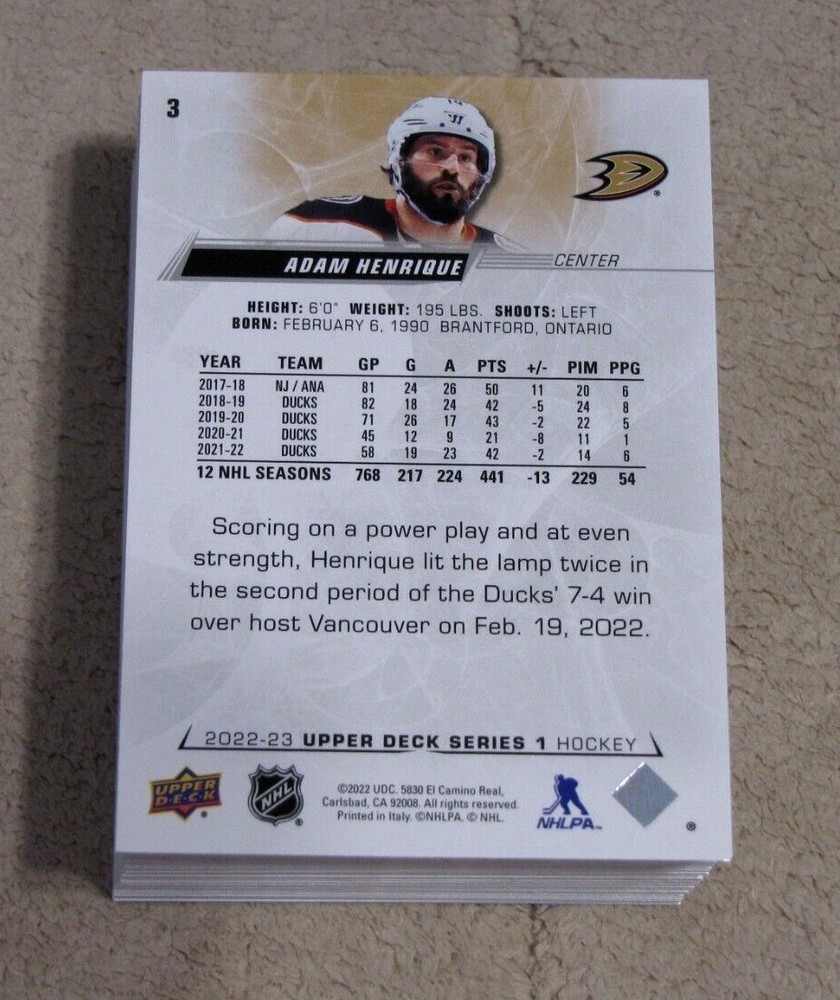 3
ADAM HENRIQUE
CENTER
HEIGHT: 6'0" WEIGHT: 195 LBS. SHOOTS: LEFT
BORN: FEBRUARY 6, 1990 BRANTFORD, ONTARIO
YEAR TEAM GP G A PTS +/- PIM PPG
2017-18 NJ / ANA 81 24 26 50 11 20 6
2018-19 DUCKS 82 18 24 42 -5 24 8
2019-20 DUCKS 71 26 17 43 -2 22 5
2020-21 DUCKS 45 12 9 21 -8 11 1
2021-22 DUCKS 58 19 23 42 -2 14 6
12 NHL SEASONS 768 217 224 441 -13 229 54
Scoring on a power play and at even
strength, Henrique lit the lamp twice in
the second period of the Ducks' 7-4 win
over host Vancouver on Feb. 19, 2022.
2022-23 UPPER DECK SERIES 1 HOCKEY
UPPER
DECK
®
NHL
®
©2022 UDC. 5830 El Camino Real,
Carlsbad, CA 92008. All rights reserved.
Printed in Italy. ©NHLPA. © NHL.
NHLPA™
®